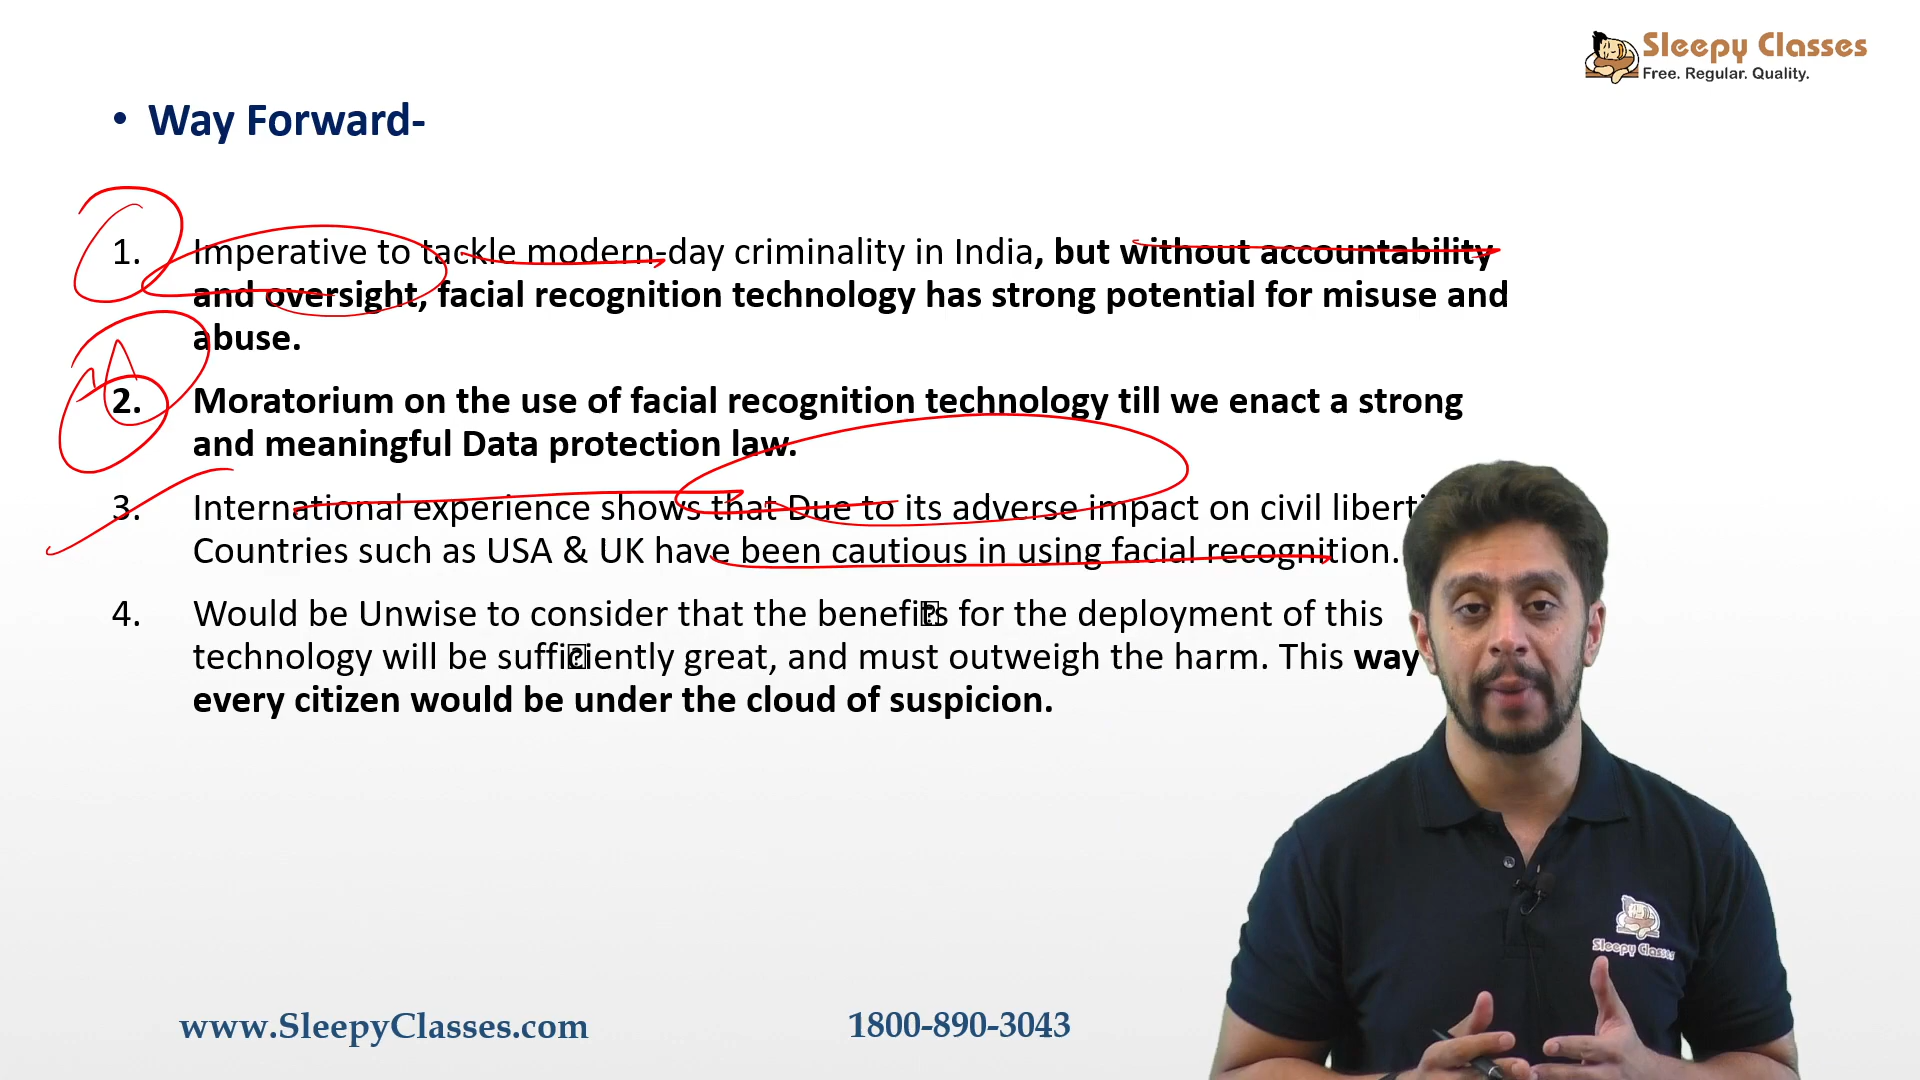 Sleepy Classes
Free. Regular. Quality.
• Way Forward-
1. Imperative to tackle modern-day criminality in India, but without accountability
and oversight, facial recognition technology has strong potential for misuse and
abuse.
2. Moratorium on the use of facial recognition technology till we enact a strong
and meaningful Data protection law.
3. International experience shows that Due to its adverse impact on civil liberti
Countries such as USA & UK have been cautious in using facial recognition.
4. Would be Unwise to consider that the benefits for the deployment of this
technology will be sufficiently great, and must outweigh the harm. This way
every citizen would be under the cloud of suspicion.
Sleepy Classes
www.SleepyClasses.com
1800-890-3043